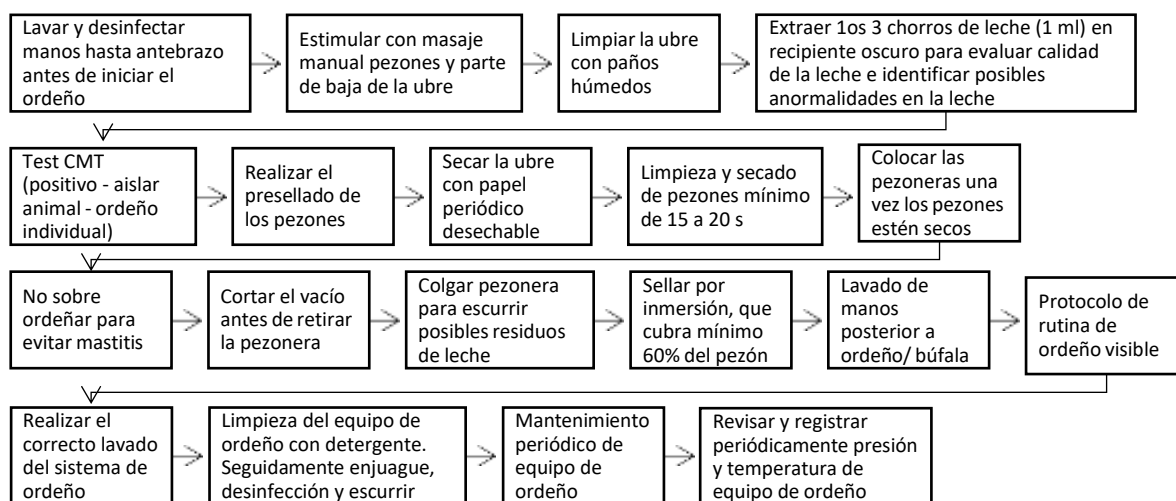 Lavar y desinfectar
manos hasta antebrazo
antes de iniciar el
ordeño
Estimular con masaje
manual pezones y parte
de baja de la ubre
Limpiar la ubre
con paños
húmedos
Extraer 1os 3 chorros de leche (1 ml) en
recipiente oscuro para evaluar calidad
de la leche e identificar posibles
anormalidades en la leche
Test CMT
(positivo - aislar
animal - ordeño
individual)
Realizar el
presellado de
los pezones
Secar la ubre
con papel
periódico
desechable
Limpieza y secado
de pezones mínimo
de 15 a 20 s
Colocar las
pezoneras una
vez los pezones
estén secos
No sobre
ordeñar para
evitar mastitis
Cortar el vacío
antes de retirar
la pezonera
Colgar pezonera
para escurrir
posibles residuos
de leche
Sellar por
inmersión, que
cubra mínimo
60% del pezón
Lavado de
manos
posterior a
ordeño/ búfala
Protocolo de
rutina de
ordeño visible
Realizar el
correcto lavado
del sistema de
ordeño
Limpieza del equipo de
ordeño con detergente.
Seguidamente enjuague,
desinfección y escurrir
Mantenimiento
periódico de
equipo de
ordeño
Revisar y registrar
periódicamente presión
y temperatura de
equipo de ordeño